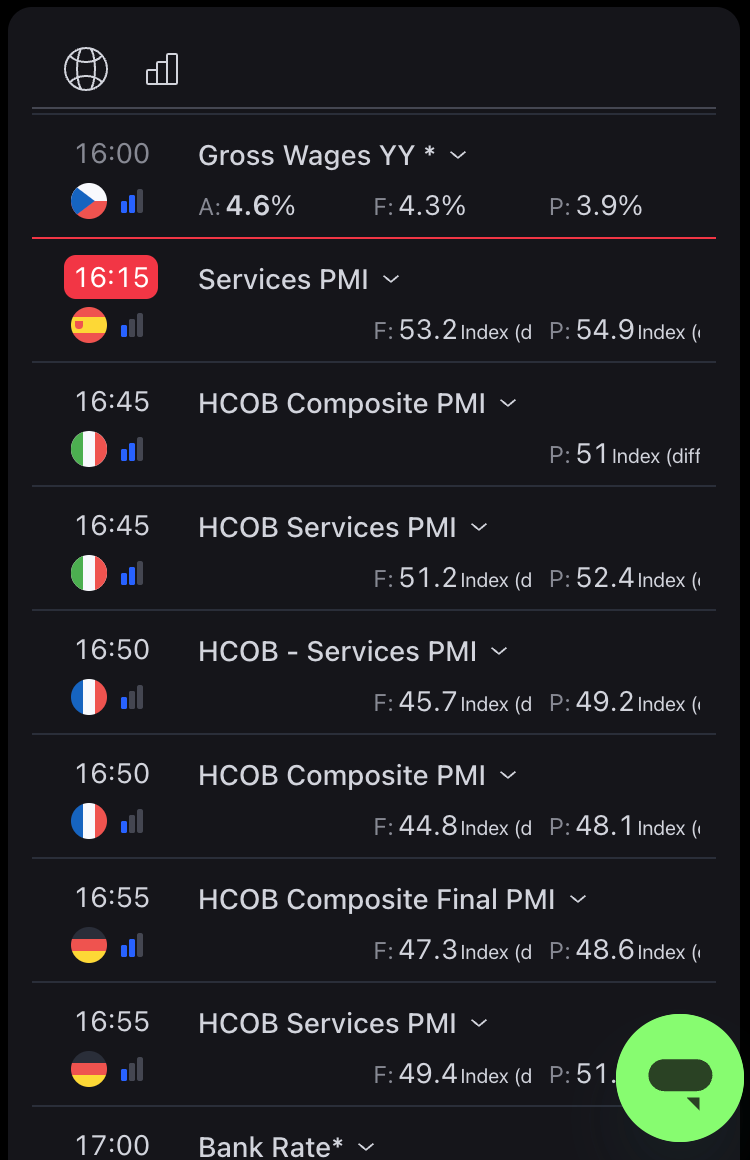 16:00 Gross Wages YY *
A: 4.6% F: 4.3% P: 3.9%
16:15 Services PMI
F: 53.2 Index (d P: 54.9 Index (
16:45 HCOB Composite PMI
P: 51 Index (diff
16:45 HCOB Services PMI
F: 51.2 Index (d P: 52.4 Index (
16:50 HCOB - Services PMI
F: 45.7 Index (d P: 49.2 Index (
16:50 HCOB Composite PMI
F: 44.8 Index (d P: 48.1 Index (
16:55 HCOB Composite Final PMI
F: 47.3 Index (d P: 48.6 Index (
16:55 HCOB Services PMI
F: 49.4 Index (d P: 51.
17:00 Bank Rate*